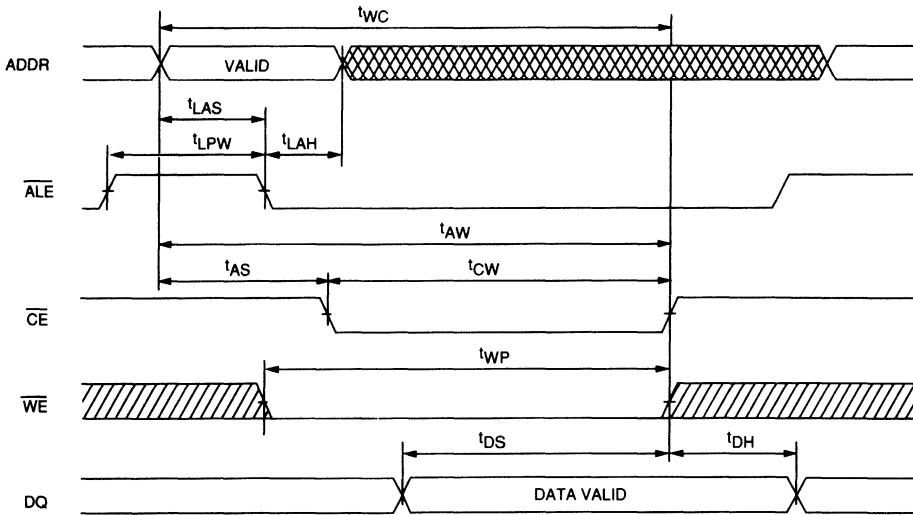 tWC
ADDR
VALID
tLAS
tLPW
tLAH
ALE
tAW
tAS
tCW
CE
tWP
WE
tDS
tDH
DQ
DATA VALID